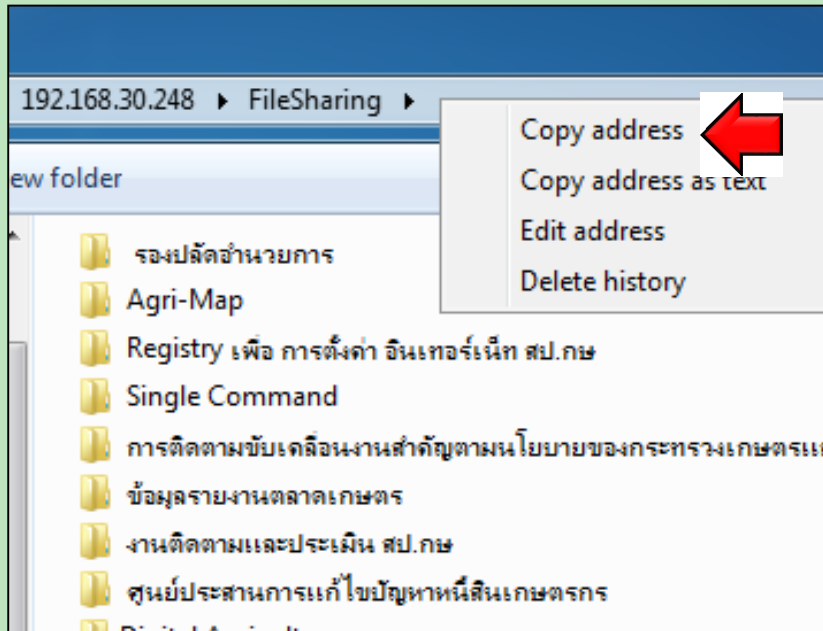 192.168.30.248 ▸ FileSharing ▸
Copy address
Copy address as text
Edit address
Delete history
ew folder
รองปลัดอำนวยการ
Agri-Map
Registry เพื่อ การตั้งค่า อินเทอร์เน็ท สป.กษ
Single Command
การติดตามขับเคลื่อนงานสำคัญตามนโยบายของกระทรวงเกษตรแ
ข้อมูลรายงานตลาดเกษตร
งานติดตามและประเมิน สป.กษ
ศูนย์ประสานการแก้ไขปัญหาหนี้สินเกษตรกร